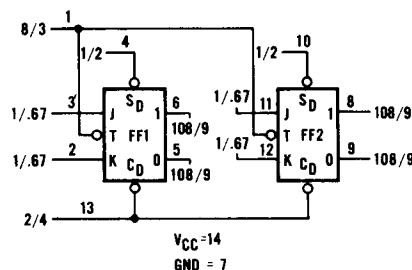 1
8/3
4
1/2
10
1/2
3
1/.67
J
S_D
1
6
108/9
T
FF1
2
1/.67
K
C_D
0
5
108/9
1/.67
11
J
S_D
1
8
108/9
T
FF2
1/.67
12
K
C_D
0
9
108/9
13
2/4
V_CC =14
GND = 7